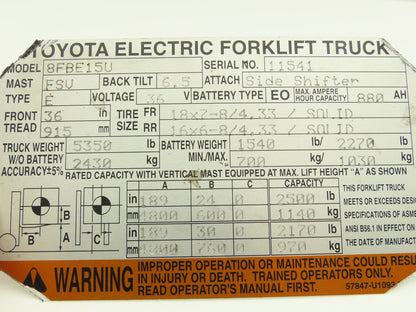 TOYOTA ELECTRIC FORKLIFT TRUCK
MODEL 8FBE15U SERIAL NO. 11541
MAST FSV BACK TILT 6.5 ATTACH Side Shifter
TYPE E VOLTAGE 36 V BATTERY TYPE EO MAX. AMPERE HOUR CAPACITY 880 AH
FRONT TREAD 36 in TIRE SIZE FR 18x7-8/4.33 / SOLID
915 mm RR 16x6-8/4.33 / SOLID
TRUCK WEIGHT 5350 lb BATTERY WEIGHT 1540 lb 2270 lb
W/O BATTERY 2430 kg MIN./MAX. 700 kg 1030 kg
ACCURACY±5%
RATED CAPACITY WITH VERTICAL MAST EQUIPPED AT MAX. LIFT HEIGHT "A" AS SHOWN
A B C CAPACITY
in 189 24 0 2500 lb
mm 4800 600 0 1140 kg
in 189 30 0 2170 lb
mm 4800 760 0 970 kg
A B C
THIS FORKLIFT TRUCK
MEETS OR EXCEEDS DESIGN
SPECIFICATIONS OF ASM
ANSI B56.1 IN EFFECT ON
THE DATE OF MANUFACTU
WARNING
IMPROPER OPERATION OR MAINTENANCE COULD RESUL
IN INJURY OR DEATH. TRAINED OPERATORS ONLY.
READ OPERATOR'S MANUAL FIRST.
57847-U1093